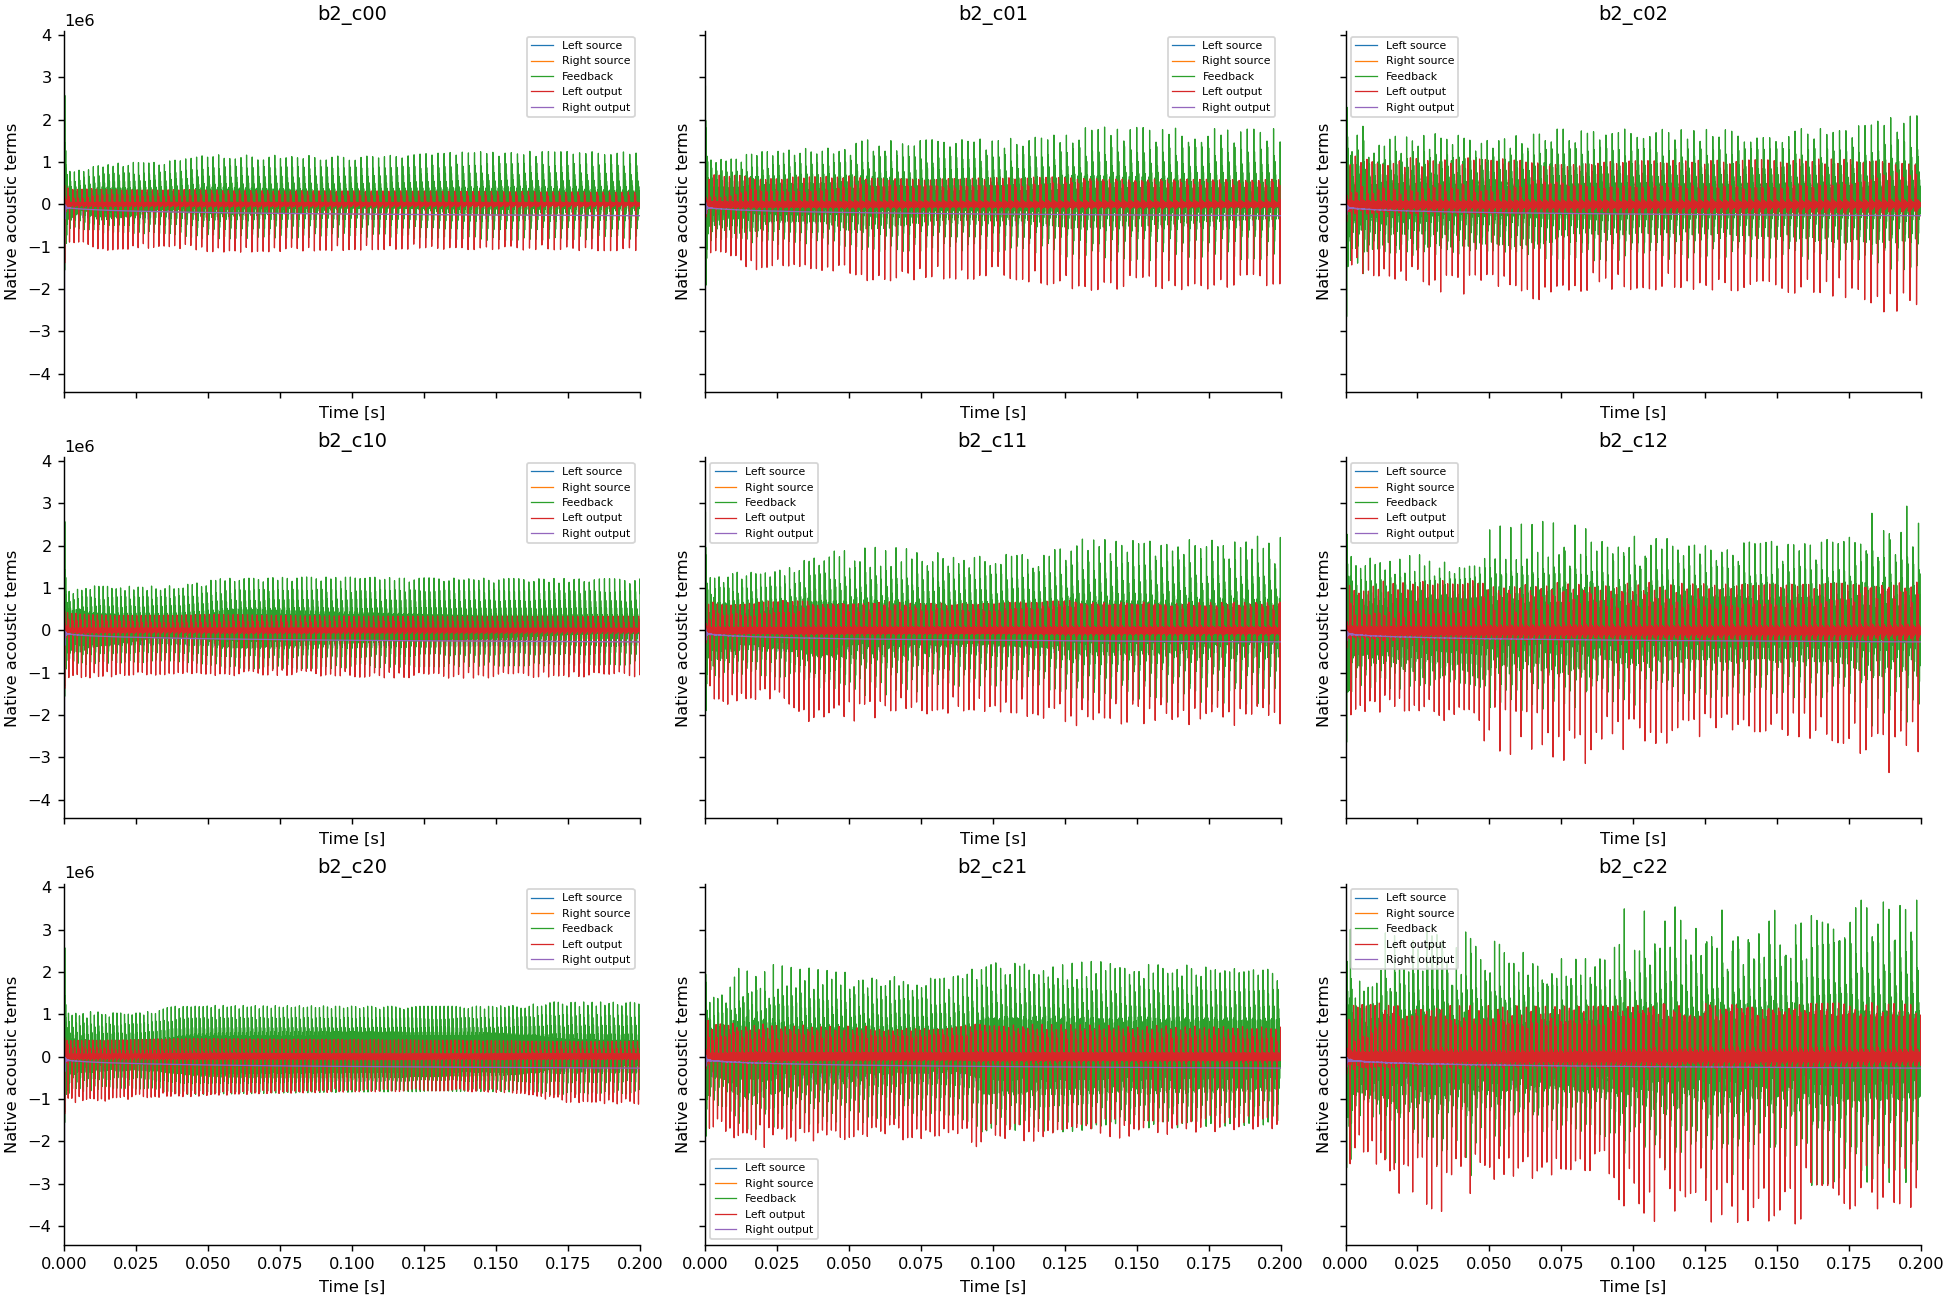 b2_c00
1e6
4
3
2
1
0
−1
−2
−3
−4
Native acoustic terms
Left source
Right source
Feedback
Left output
Right output
Time [s]
b2_c01
Native acoustic terms
Left source
Right source
Feedback
Left output
Right output
Time [s]
b2_c02
Native acoustic terms
Left source
Right source
Feedback
Left output
Right output
Time [s]
b2_c10
1e6
4
3
2
1
0
−1
−2
−3
−4
Native acoustic terms
Left source
Right source
Feedback
Left output
Right output
Time [s]
b2_c11
Native acoustic terms
Left source
Right source
Feedback
Left output
Right output
Time [s]
b2_c12
Native acoustic terms
Left source
Right source
Feedback
Left output
Right output
Time [s]
b2_c20
1e6
4
3
2
1
0
−1
−2
−3
−4
Native acoustic terms
Left source
Right source
Feedback
Left output
Right output
0.000 0.025 0.050 0.075 0.100 0.125 0.150 0.175 0.200
Time [s]
b2_c21
Native acoustic terms
Left source
Right source
Feedback
Left output
Right output
0.000 0.025 0.050 0.075 0.100 0.125 0.150 0.175 0.200
Time [s]
b2_c22
Native acoustic terms
Left source
Right source
Feedback
Left output
Right output
0.000 0.025 0.050 0.075 0.100 0.125 0.150 0.175 0.200
Time [s]